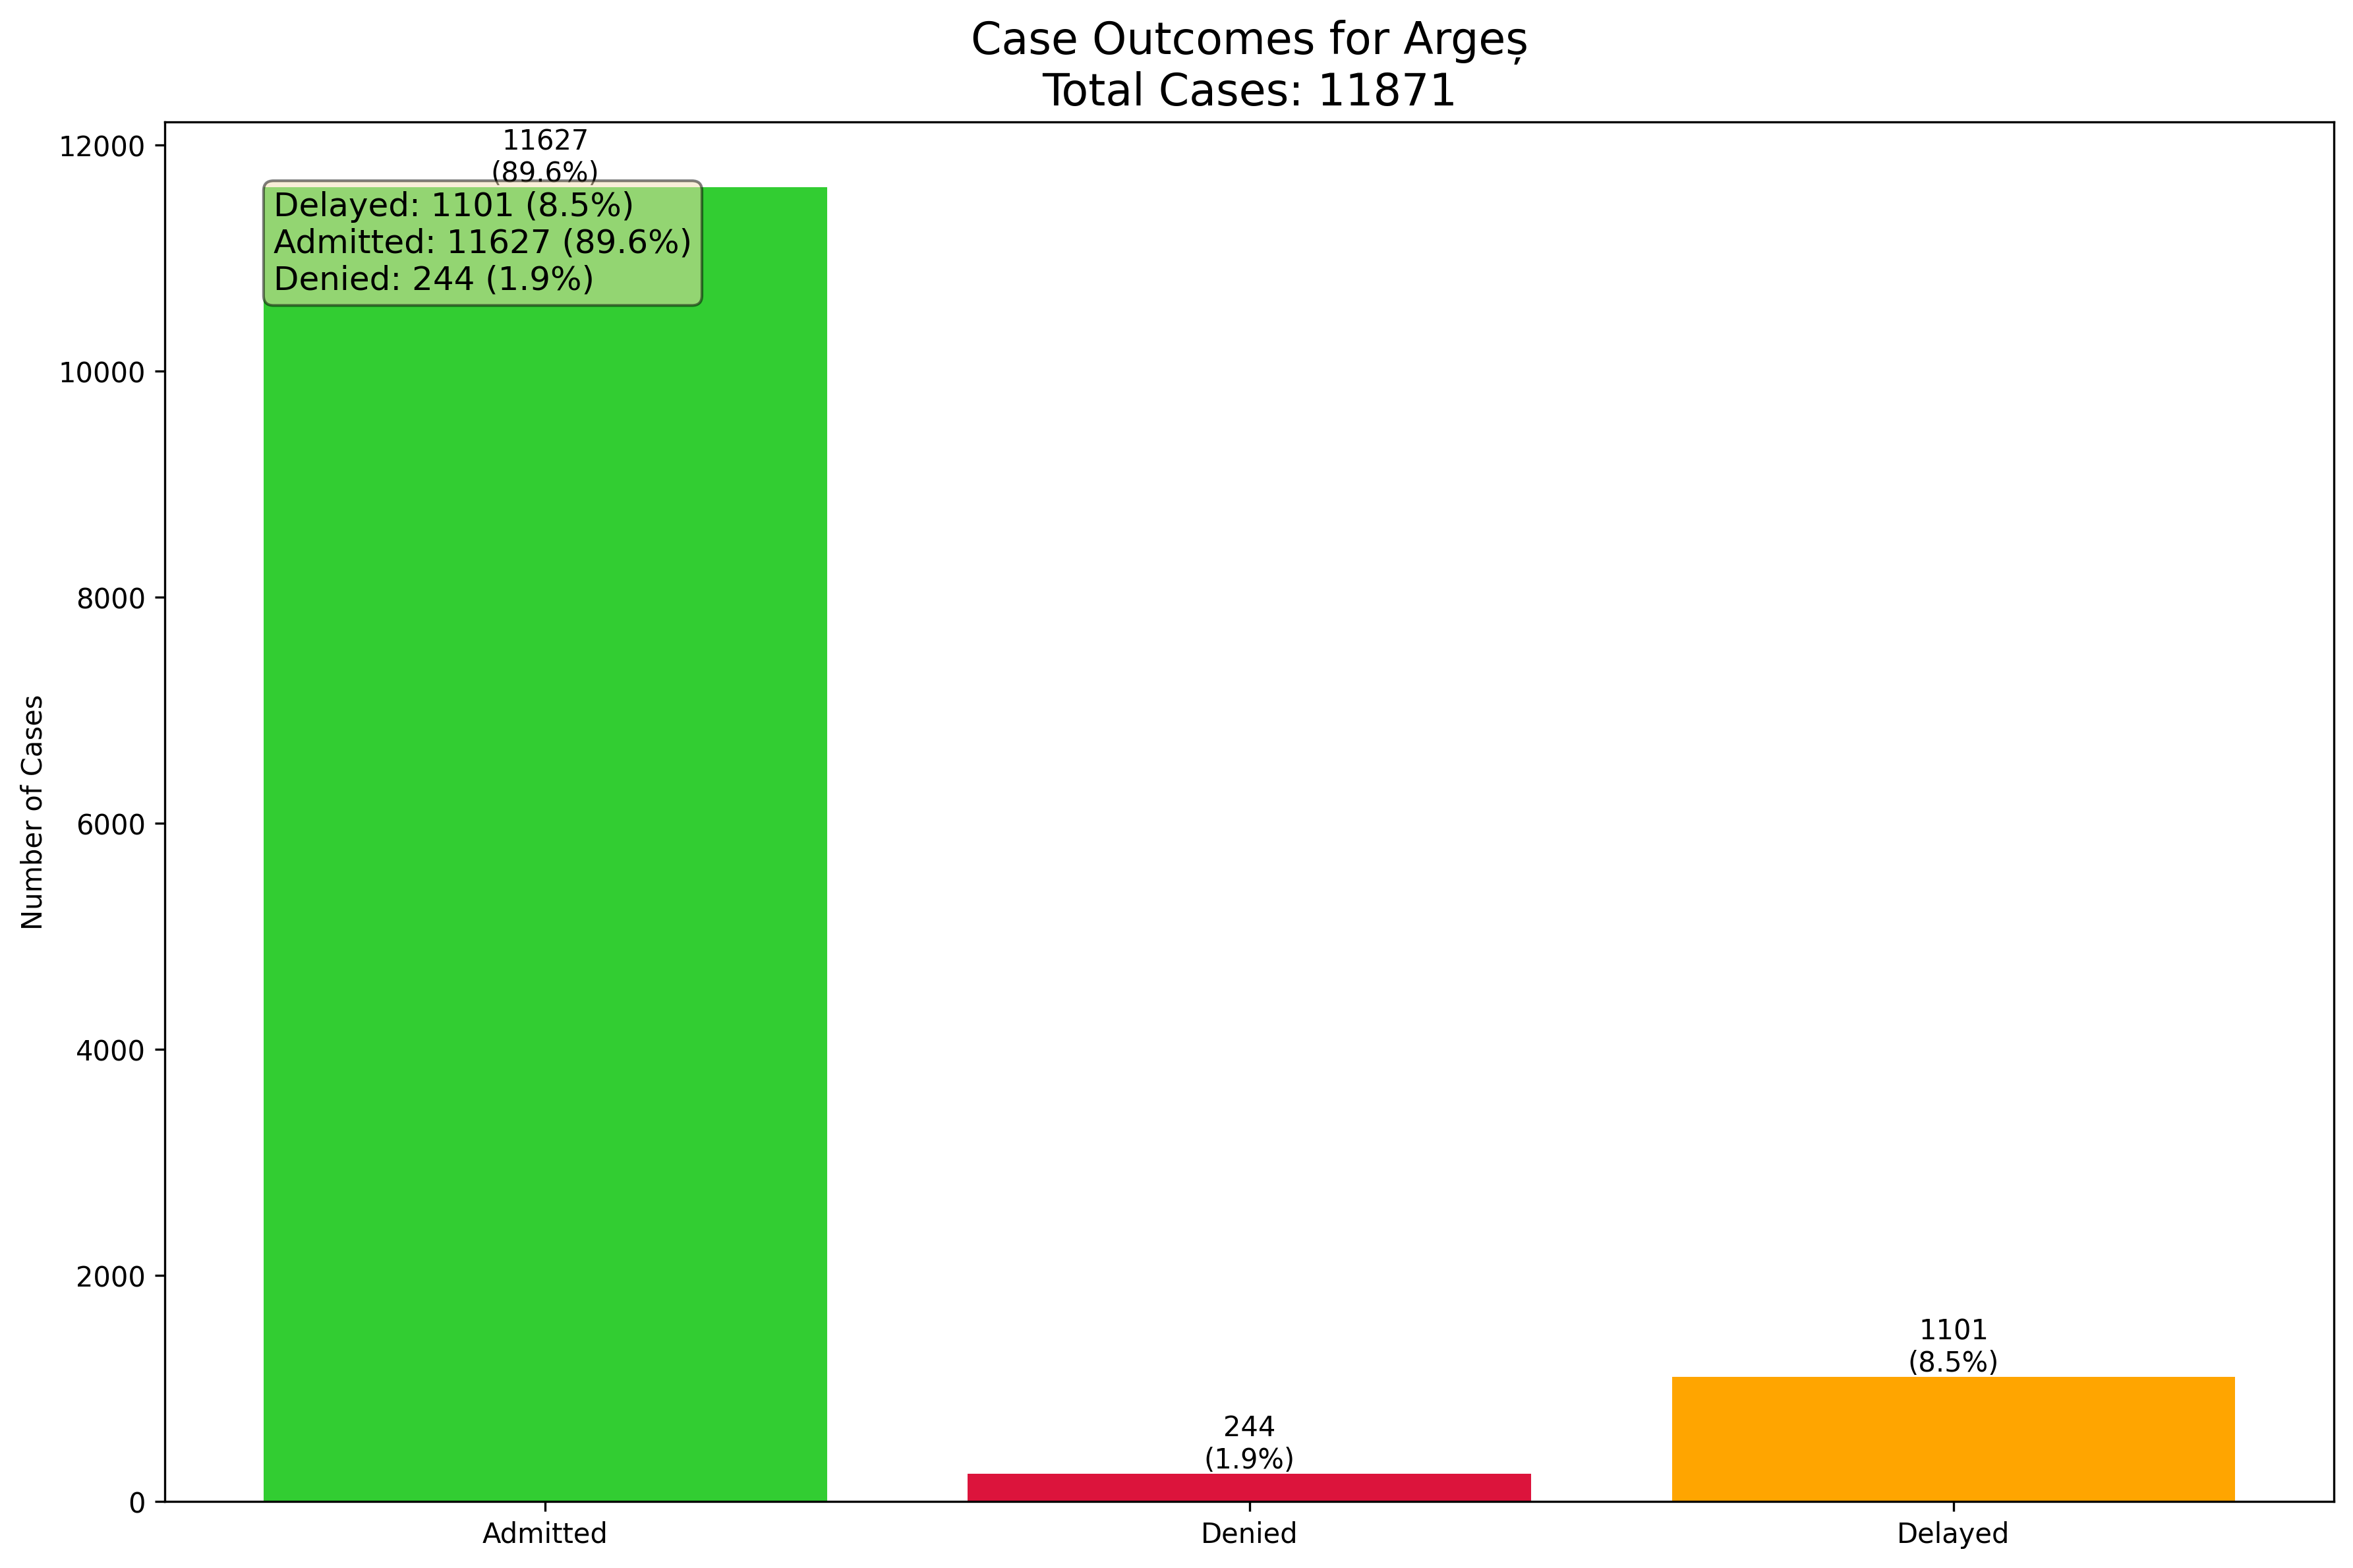 Case Outcomes for Argeș
Total Cases: 11871
12000
10000
8000
6000
4000
2000
0
Number of Cases
11627
(89.6%)
Delayed: 1101 (8.5%)
Admitted: 11627 (89.6%)
Denied: 244 (1.9%)
244
(1.9%)
1101
(8.5%)
Admitted
Denied
Delayed